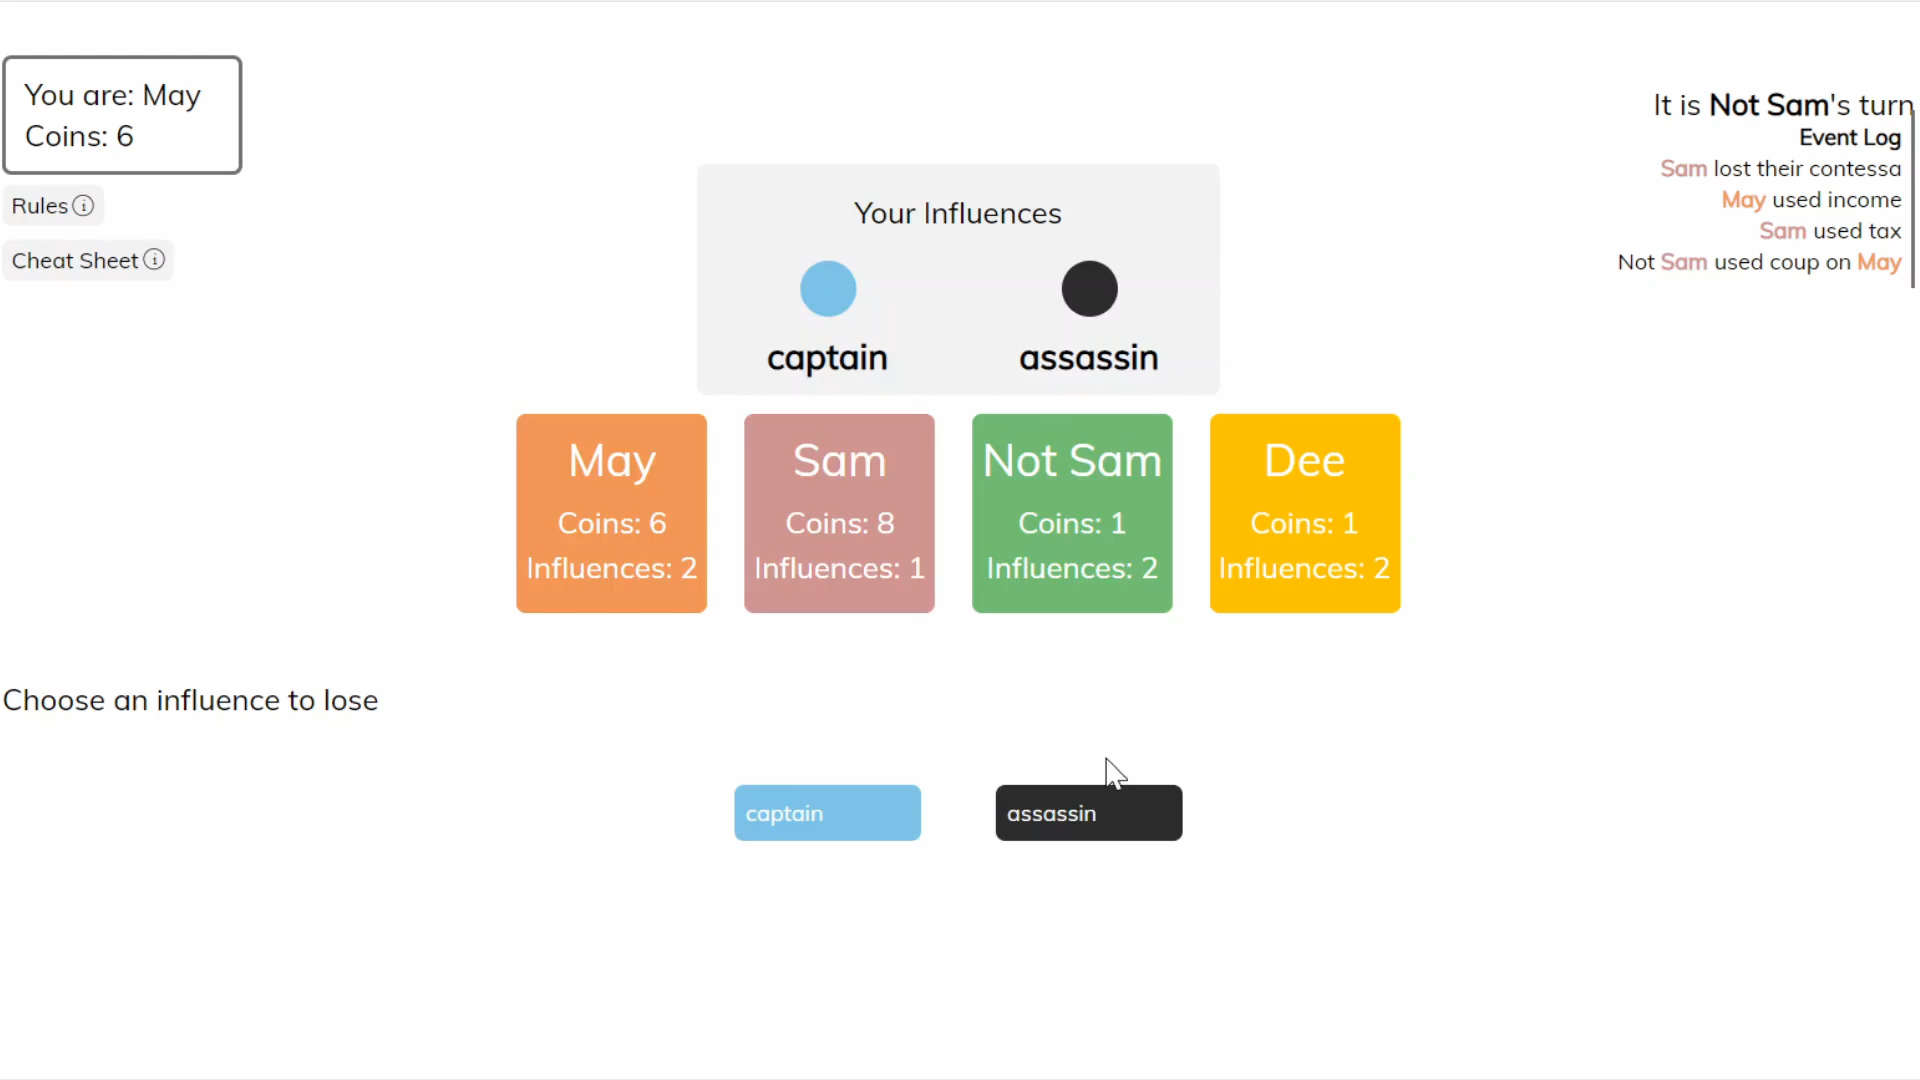 You are: May
Coins: 6
Rules
Cheat Sheet
It is Not Sam's turn
Event Log
Sam lost their contessa
May used income
Sam used tax
Not Sam used coup on May
Your Influences
captain
assassin
May
Coins: 6
Influences: 2
Sam
Coins: 8
Influences: 1
Not Sam
Coins: 1
Influences: 2
Dee
Coins: 1
Influences: 2
Choose an influence to lose
captain
assassin